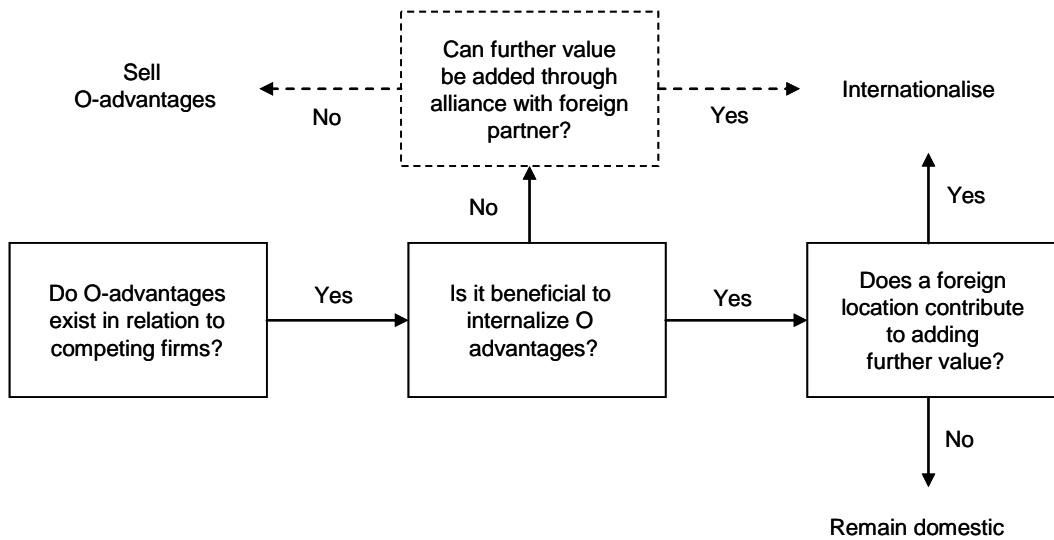 Can further value
be added through
alliance with foreign
partner?
Sell
O-advantages
Internationalise
No
Yes
No
Yes
Do O-advantages
exist in relation to
competing firms?
Yes
Is it beneficial to
internalize O
advantages?
Yes
Does a foreign
location contribute
to adding
further value?
No
Remain domestic